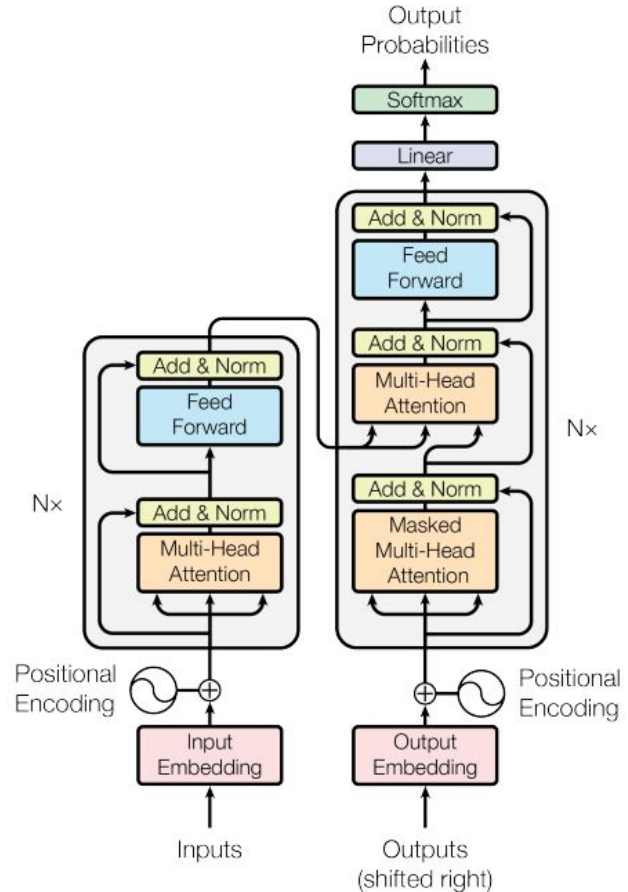 Output
Probabilities
Softmax
Linear
Add & Norm
Feed
Forward
Add & Norm
Multi-Head
Attention
Add & Norm
Masked
Multi-Head
Attention
N×
Positional
Encoding
Output
Embedding
Outputs
(shifted right)
Add & Norm
Feed
Forward
Add & Norm
Multi-Head
Attention
N×
Positional
Encoding
Input
Embedding
Inputs